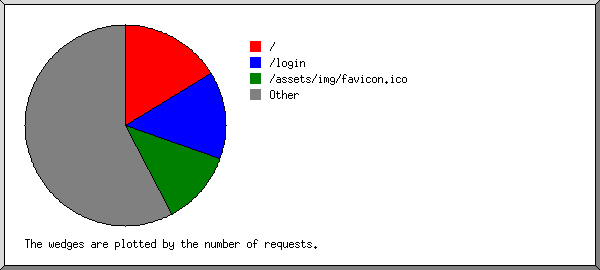 /
/login
/assets/img/favicon.ico
Other
The wedges are plotted by the number of requests.